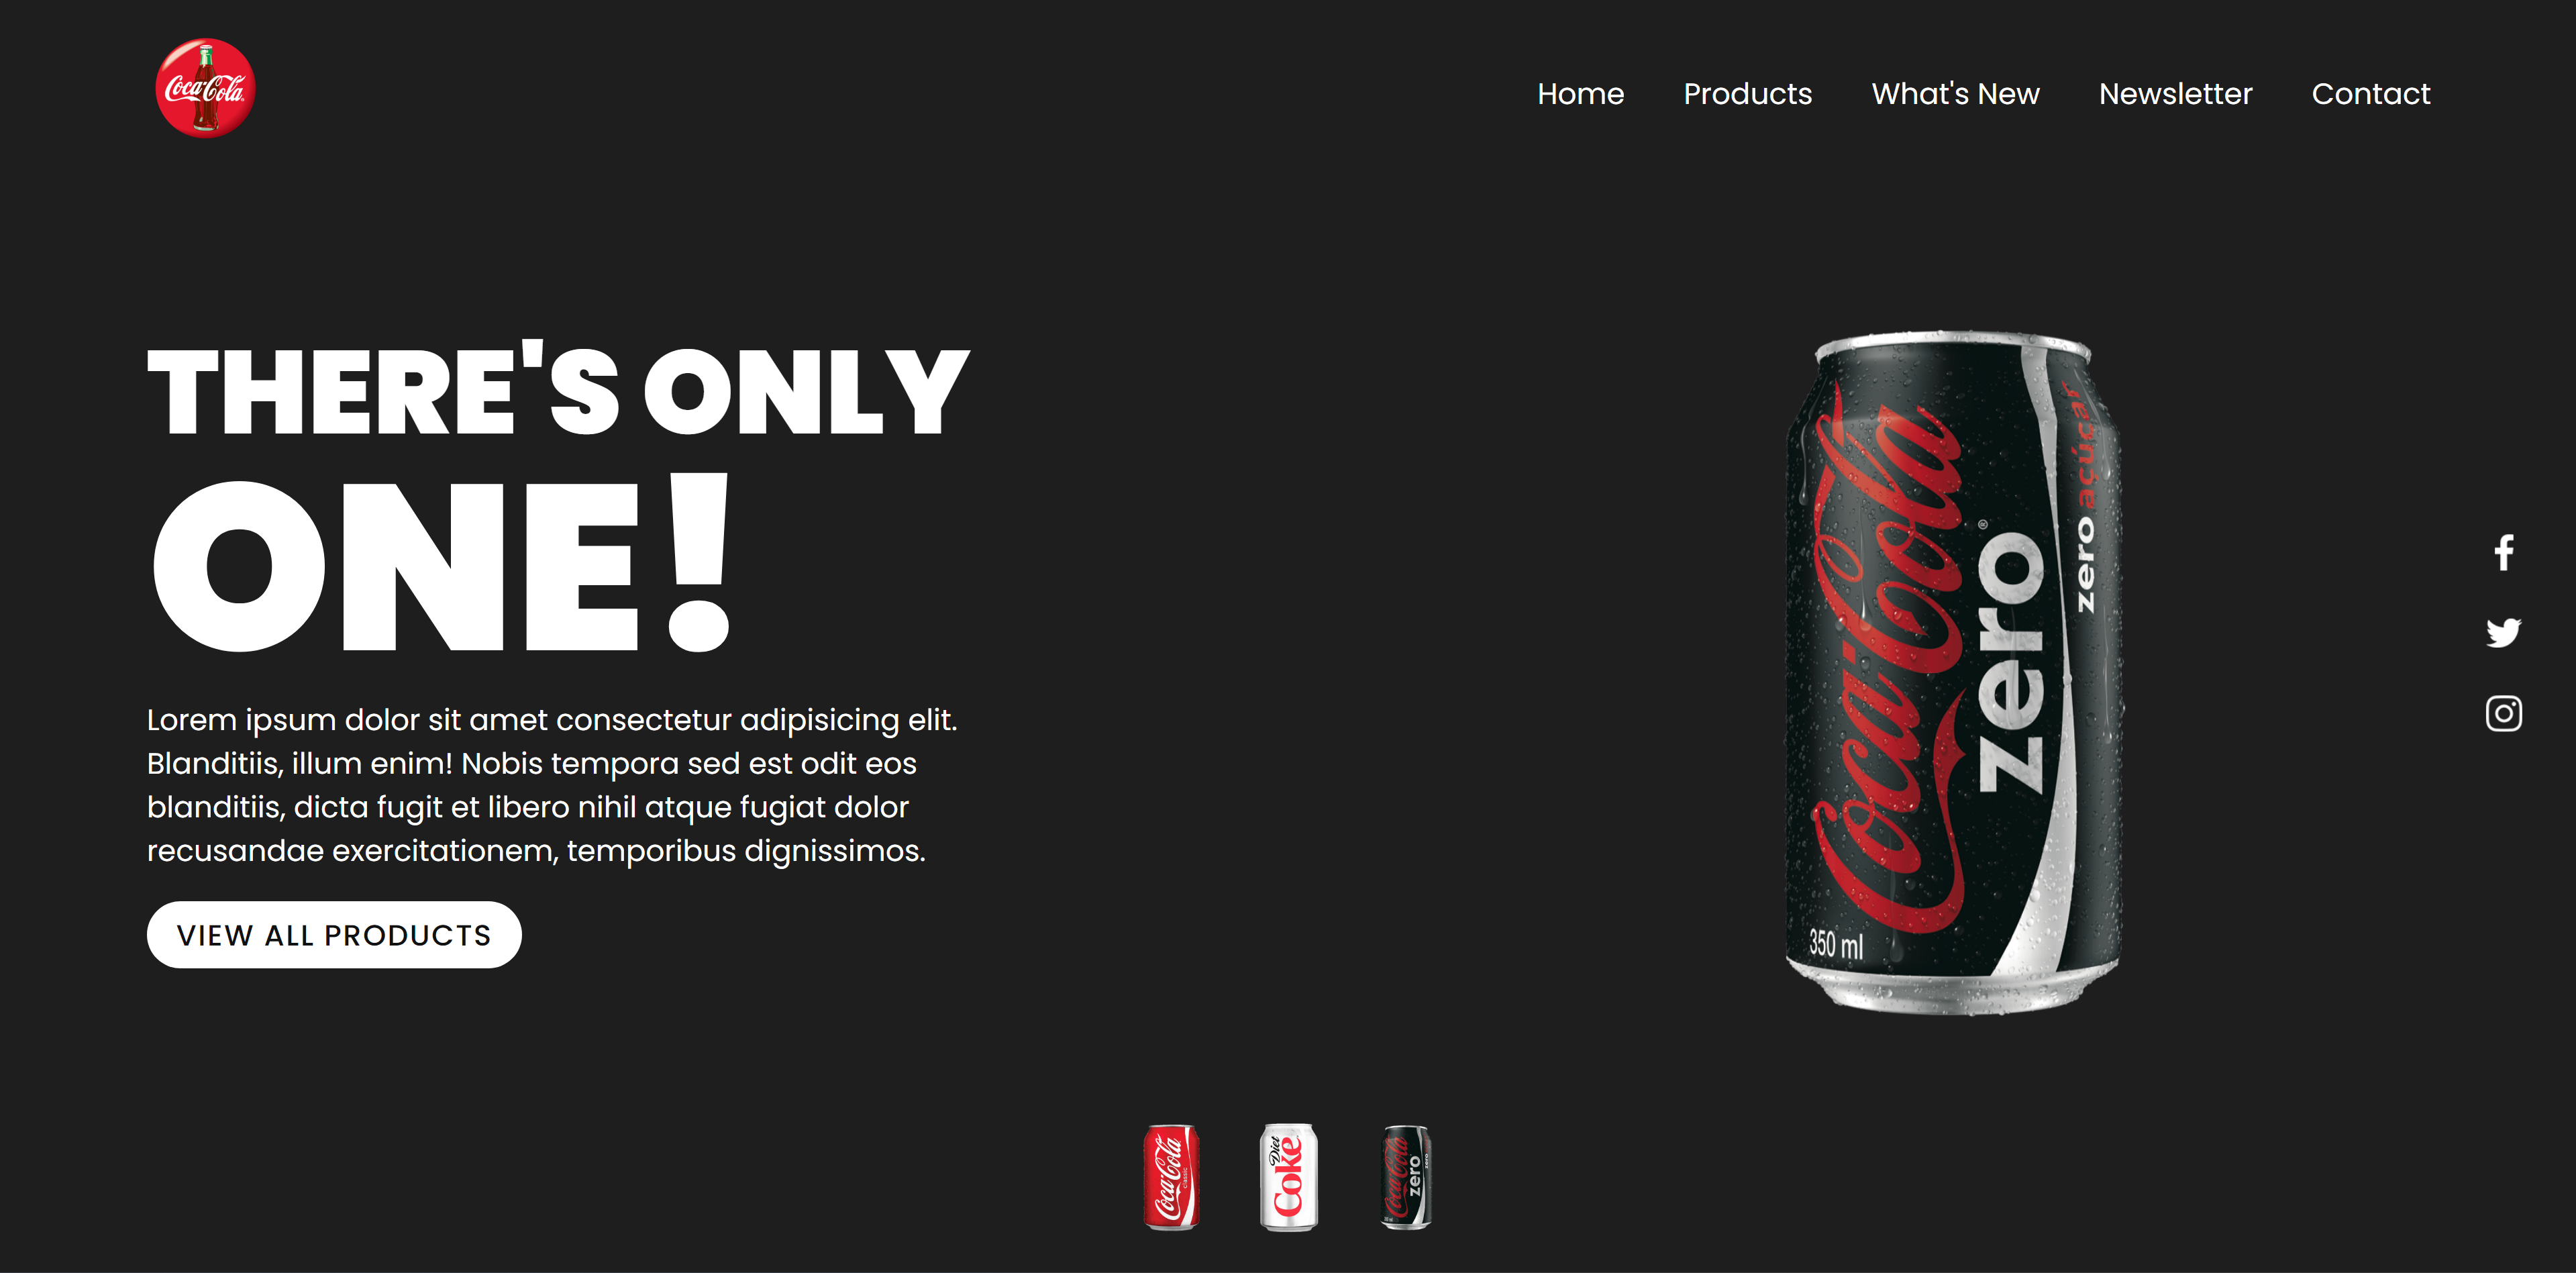 Coca-Cola
Home Products What's New Newsletter Contact
THERE'S ONLY
ONE!
Lorem ipsum dolor sit amet consectetur adipisicing elit.
Blanditiis, illum enim! Nobis tempora sed est odit eos
blanditiis, dicta fugit et libero nihil atque fugiat dolor
recusandae exercitationem, temporibus dignissimos.
VIEW ALL PRODUCTS
Coca-Cola
zero
zero açúcar
350 ml
Coca-Cola
classic
Diet
Coke
Coca-Cola
zero
zero